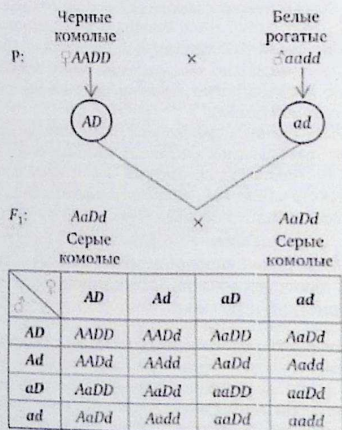 Черные Белые
комолые рогатые
P: ♀AADD × ♂aadd
AD ad
F₁: AaDd × AaDd
Серые Серые
комолые комолые
♀ ♂ AD Ad aD ad
AD AADD AADd AaDD AaDd
Ad AADd AAdd AaDd Aadd
aD AaDD AaDd aaDD aaDd
ad AaDd Aadd aaDd aadd